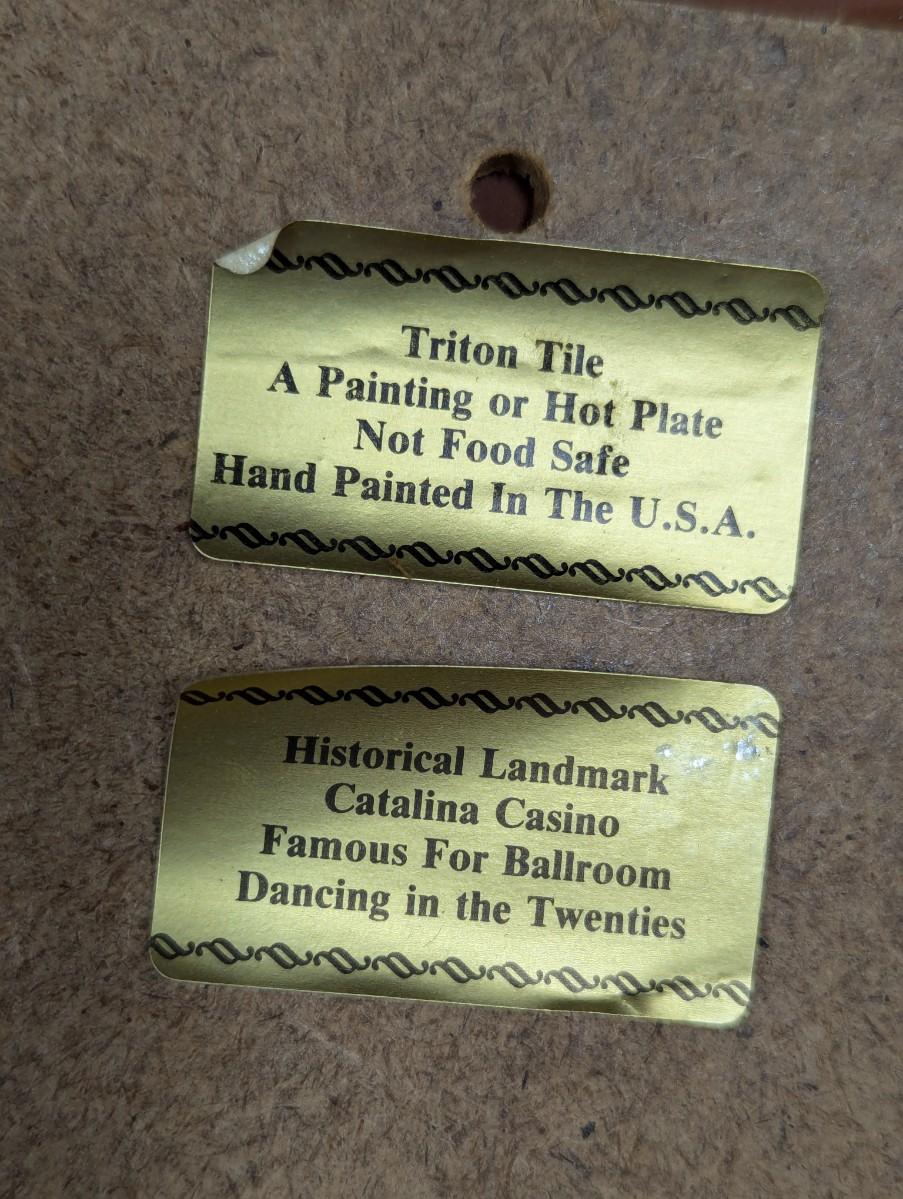 Triton Tile
A Painting or Hot Plate
Not Food Safe
Hand Painted In The U.S.A.
Historical Landmark
Catalina Casino
Famous For Ballroom
Dancing in the Twenties